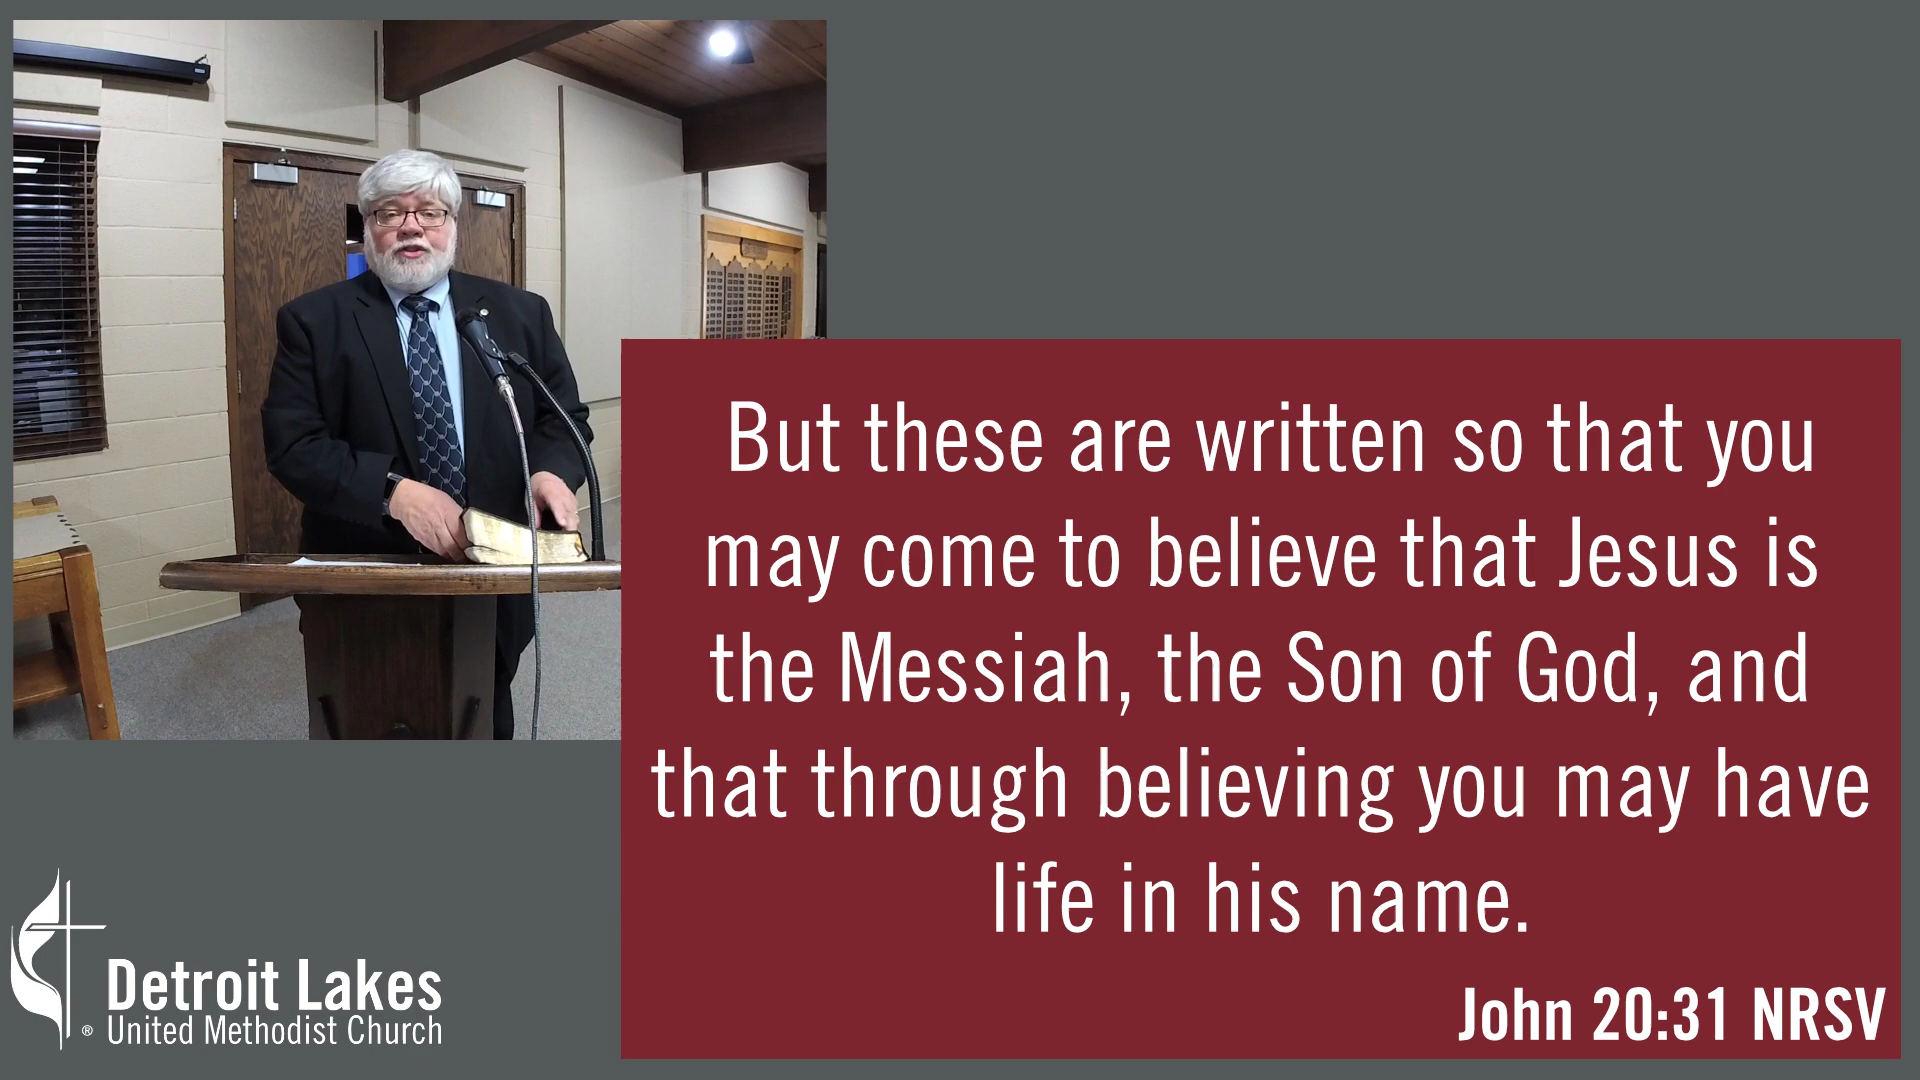 But these are written so that you
may come to believe that Jesus is
the Messiah, the Son of God, and
that through believing you may have
life in his name.
John 20:31 NRSV
Detroit Lakes
® United Methodist Church